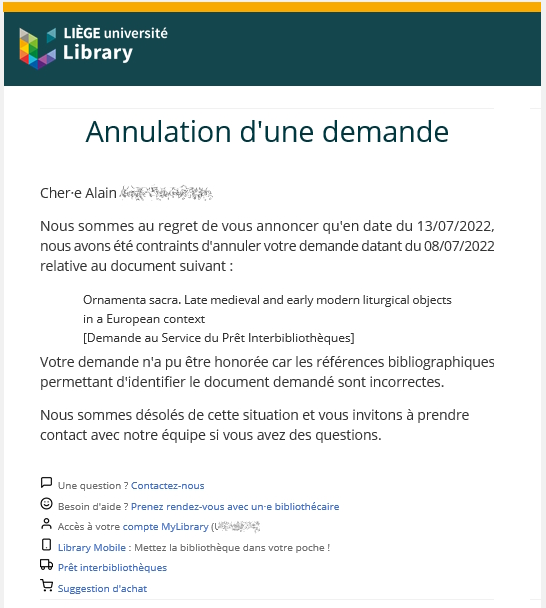 LIÈGE université
Library
Annulation d'une demande
Cher·e Alain
Nous sommes au regret de vous annoncer qu'en date du 13/07/2022,
nous avons été contraints d'annuler votre demande datant du 08/07/2022
relative au document suivant :
Ornamenta sacra. Late medieval and early modern liturgical objects
in a European context
[Demande au Service du Prêt Interbibliothèques]
Votre demande n'a pu être honorée car les références bibliographiques
permettant d'identifier le document demandé sont incorrectes.
Nous sommes désolés de cette situation et vous invitons à prendre
contact avec notre équipe si vous avez des questions.
Une question ? Contactez-nous
Besoin d'aide ? Prenez rendez-vous avec un·e bibliothécaire
Accès à votre compte MyLibrary (
Library Mobile : Mettez la bibliothèque dans votre poche !
Prêt interbibliothèques
Suggestion d'achat